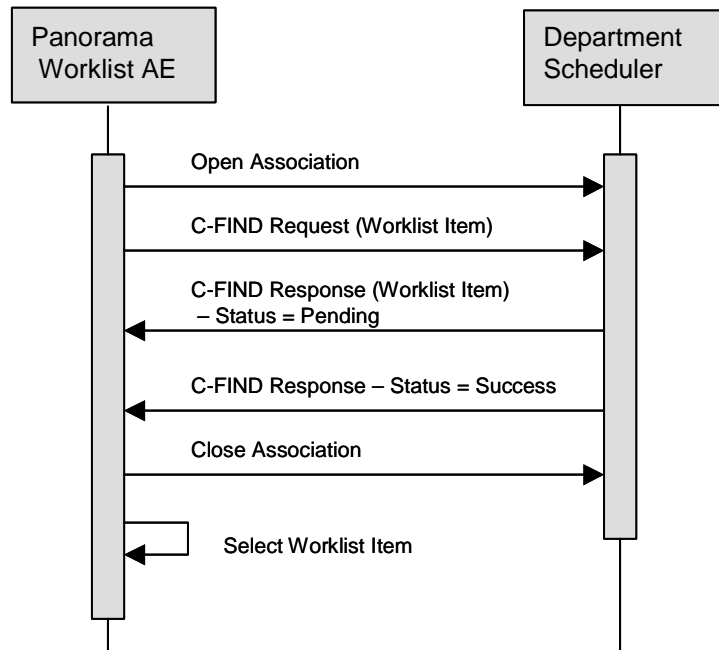 Panorama
Worklist AE
Department
Scheduler
Open Association
C-FIND Request (Worklist Item)
C-FIND Response (Worklist Item)
– Status = Pending
C-FIND Response – Status = Success
Close Association
Select Worklist Item